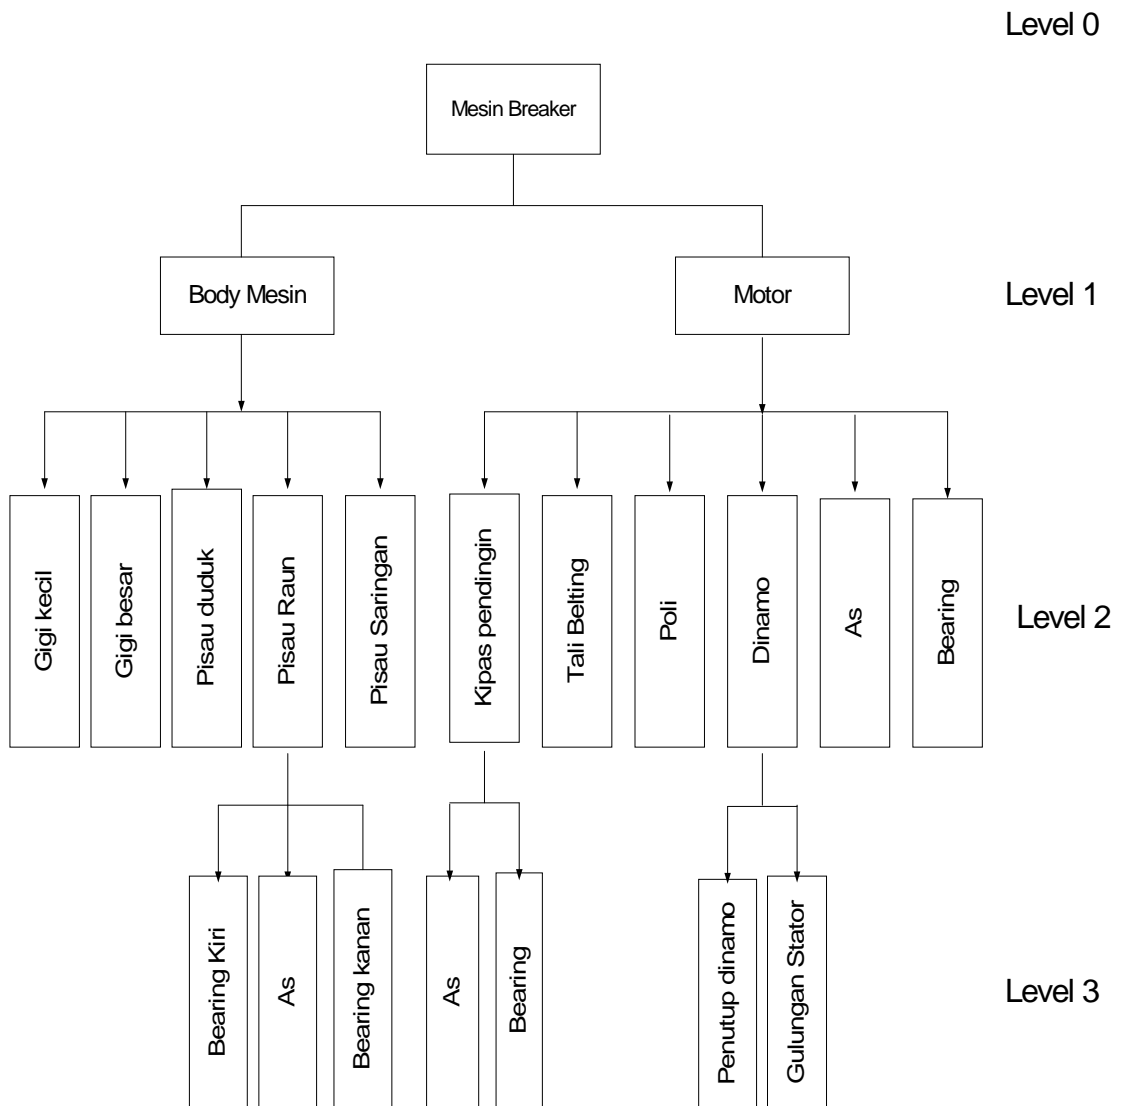 Level 0
Mesin Breaker
Body Mesin
Motor
Level 1
Gigi kecil
Gigi besar
Pisau duduk
Pisau Raun
Pisau Saringan
Kipas pendingin
Tali Belting
Poli
Dinamo
As
Bearing
Level 2
Bearing Kiri
As
Bearing kanan
As
Bearing
Penutup dinamo
Gulungan Stator
Level 3